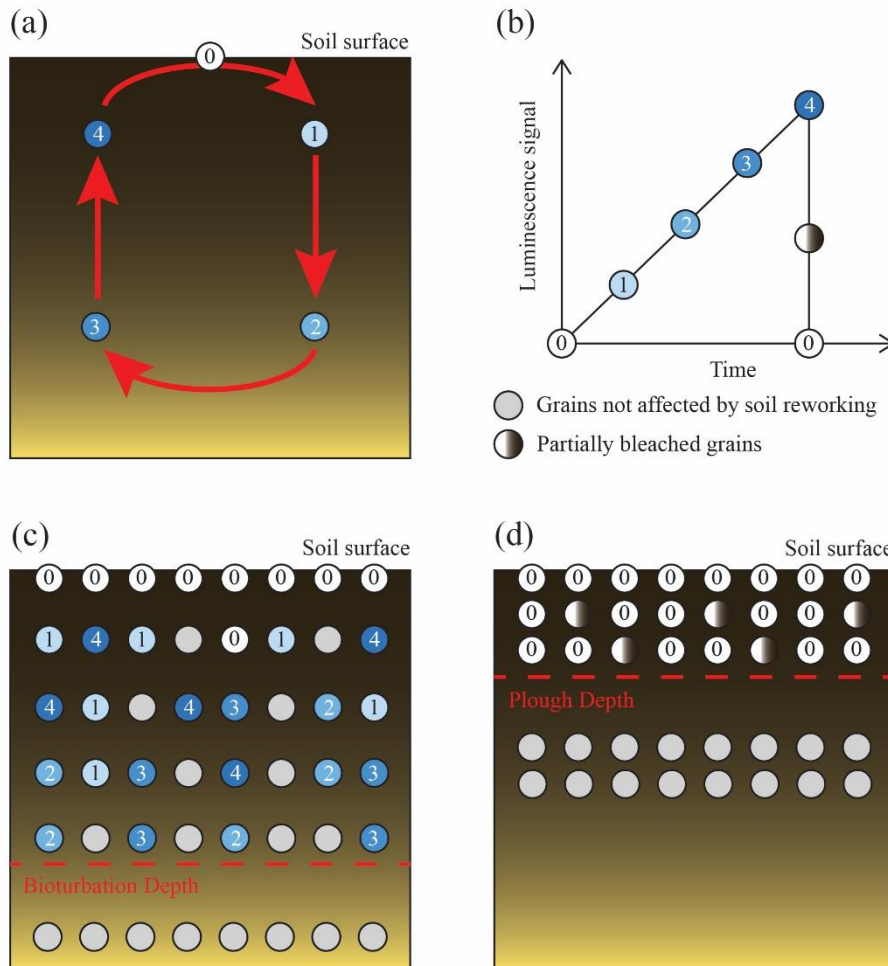 (a)
Soil surface
0
4
1
3
2
(b)
Luminescence signal
4
3
2
1
0
0
Time
Grains not affected by soil reworking
Partially bleached grains
(c)
Soil surface
0 0 0 0 0 0 0 0
1 4 1 0 1 4
4 1 4 3 2 1
2 1 3 4 2 3
2 3 2 3
Bioturbation Depth
(d)
Soil surface
0 0 0 0 0 0 0 0
0 0 0 0 0
0 0 0 0 0 0
Plough Depth